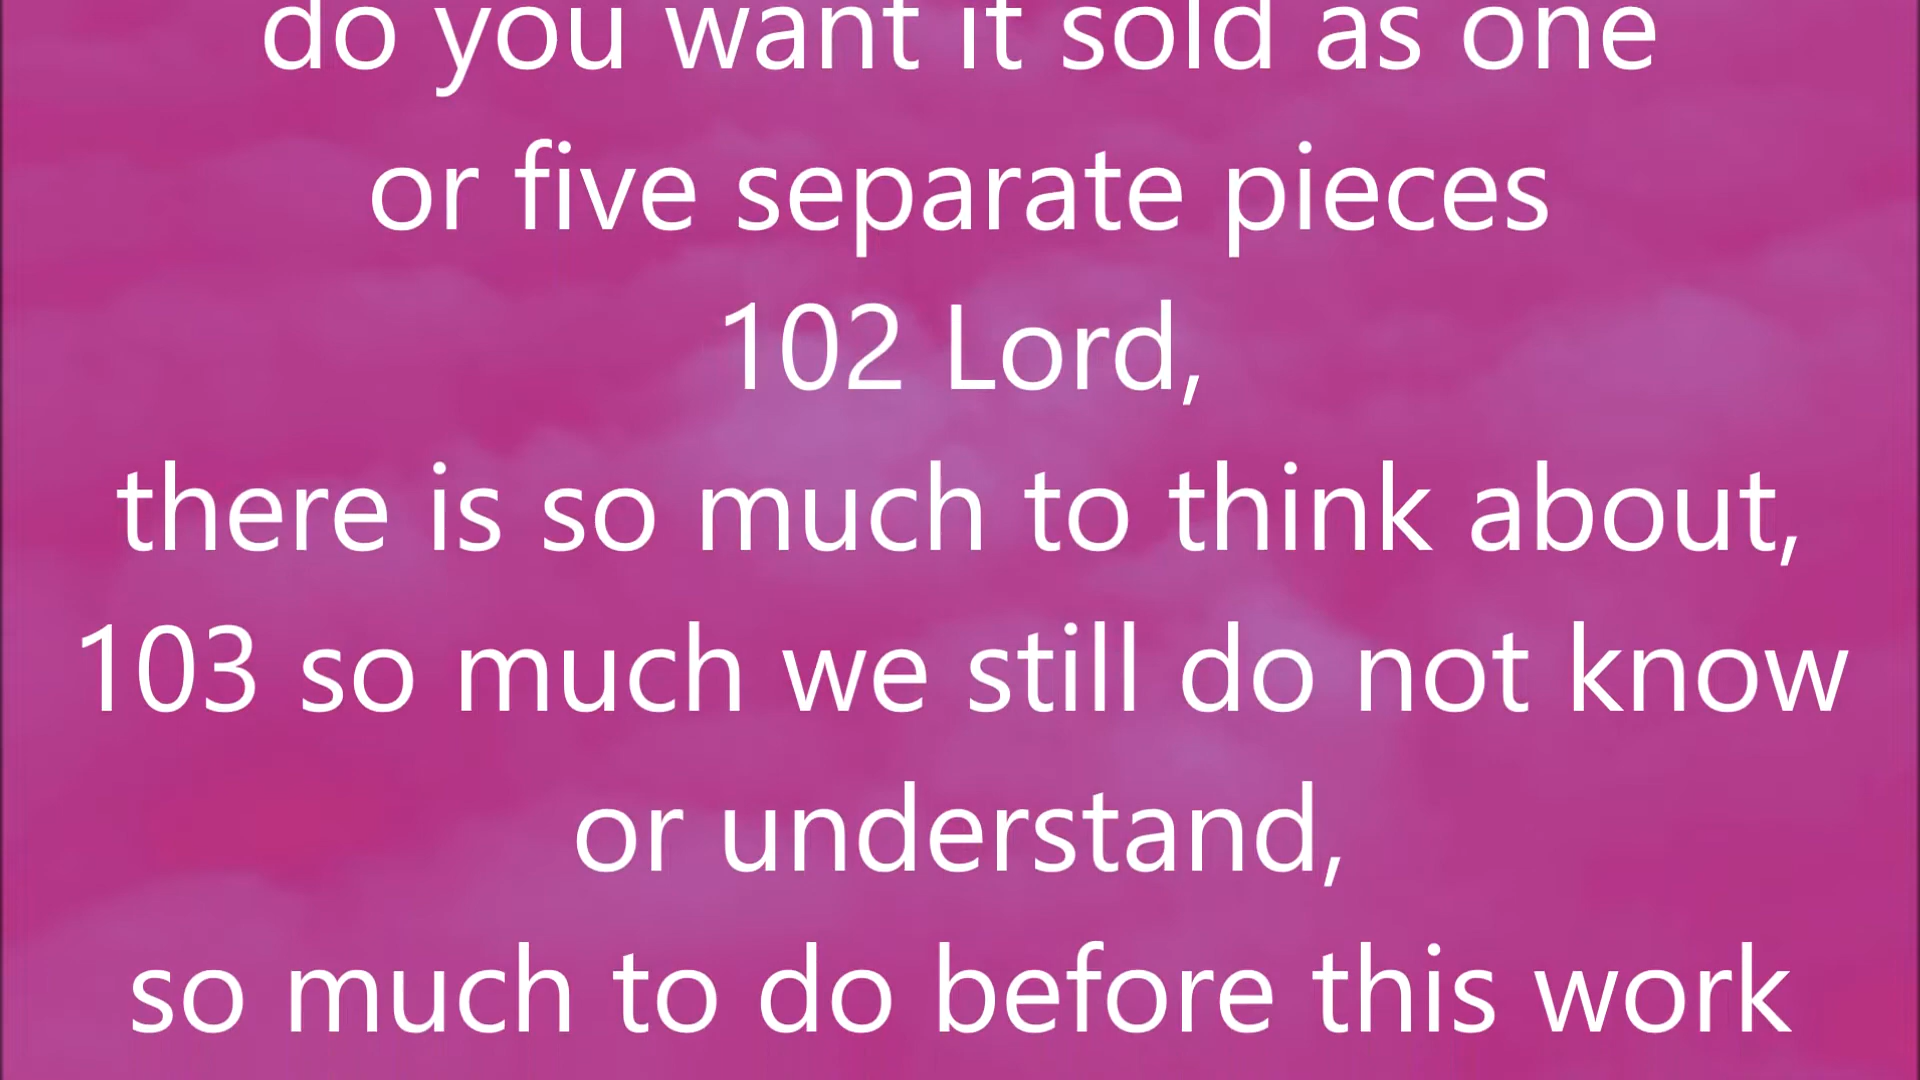 do you want it sold as one
or five separate pieces
102 Lord,
there is so much to think about,
103 so much we still do not know
or understand,
so much to do before this work